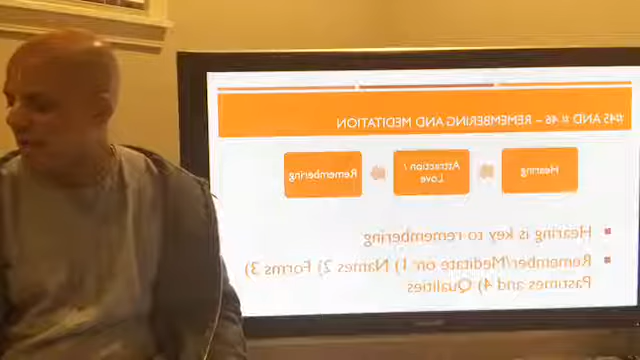 #45 AND # 46 – REMEMBERING AND MEDITATION
Hearing
Attraction /
Love
Remembering
Hearing is key to remembering
Remember/Meditate on 1) Names 2) Forms 3)
Pastimes and 4) Qualities